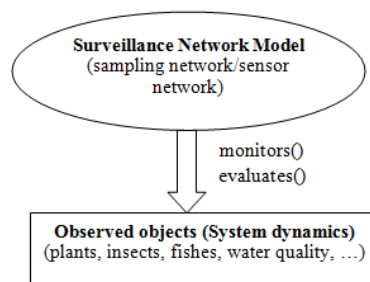 Surveillance Network Model
(sampling network/sensor
network)
monitors()
evaluates()
Observed objects (System dynamics)
(plants, insects, fishes, water quality, …)